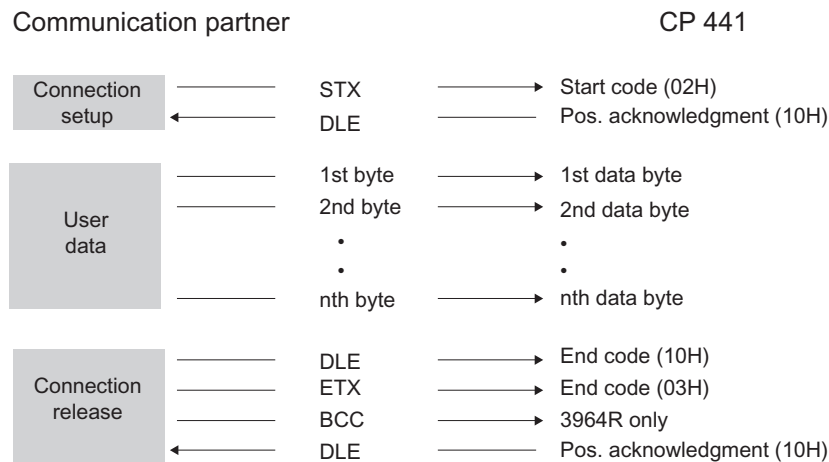 Communication partner CP 441
Connection setup
STX Start code (02H)
DLE Pos. acknowledgment (10H)
User data
1st byte 1st data byte
2nd byte 2nd data byte
• •
• •
nth byte nth data byte
Connection release
DLE End code (10H)
ETX End code (03H)
BCC 3964R only
DLE Pos. acknowledgment (10H)